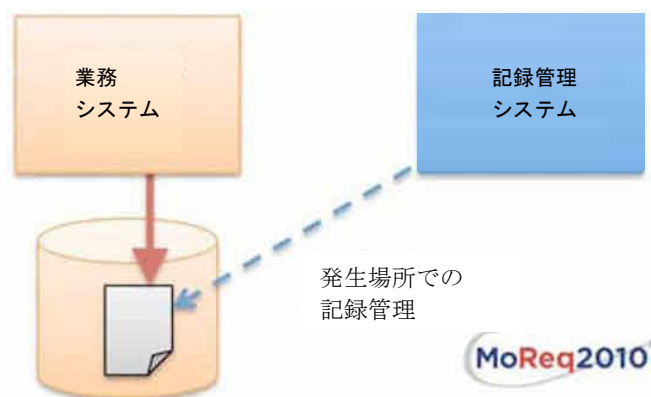 業務
システム
記録管理
システム
発生場所での
記録管理
MoReq2010